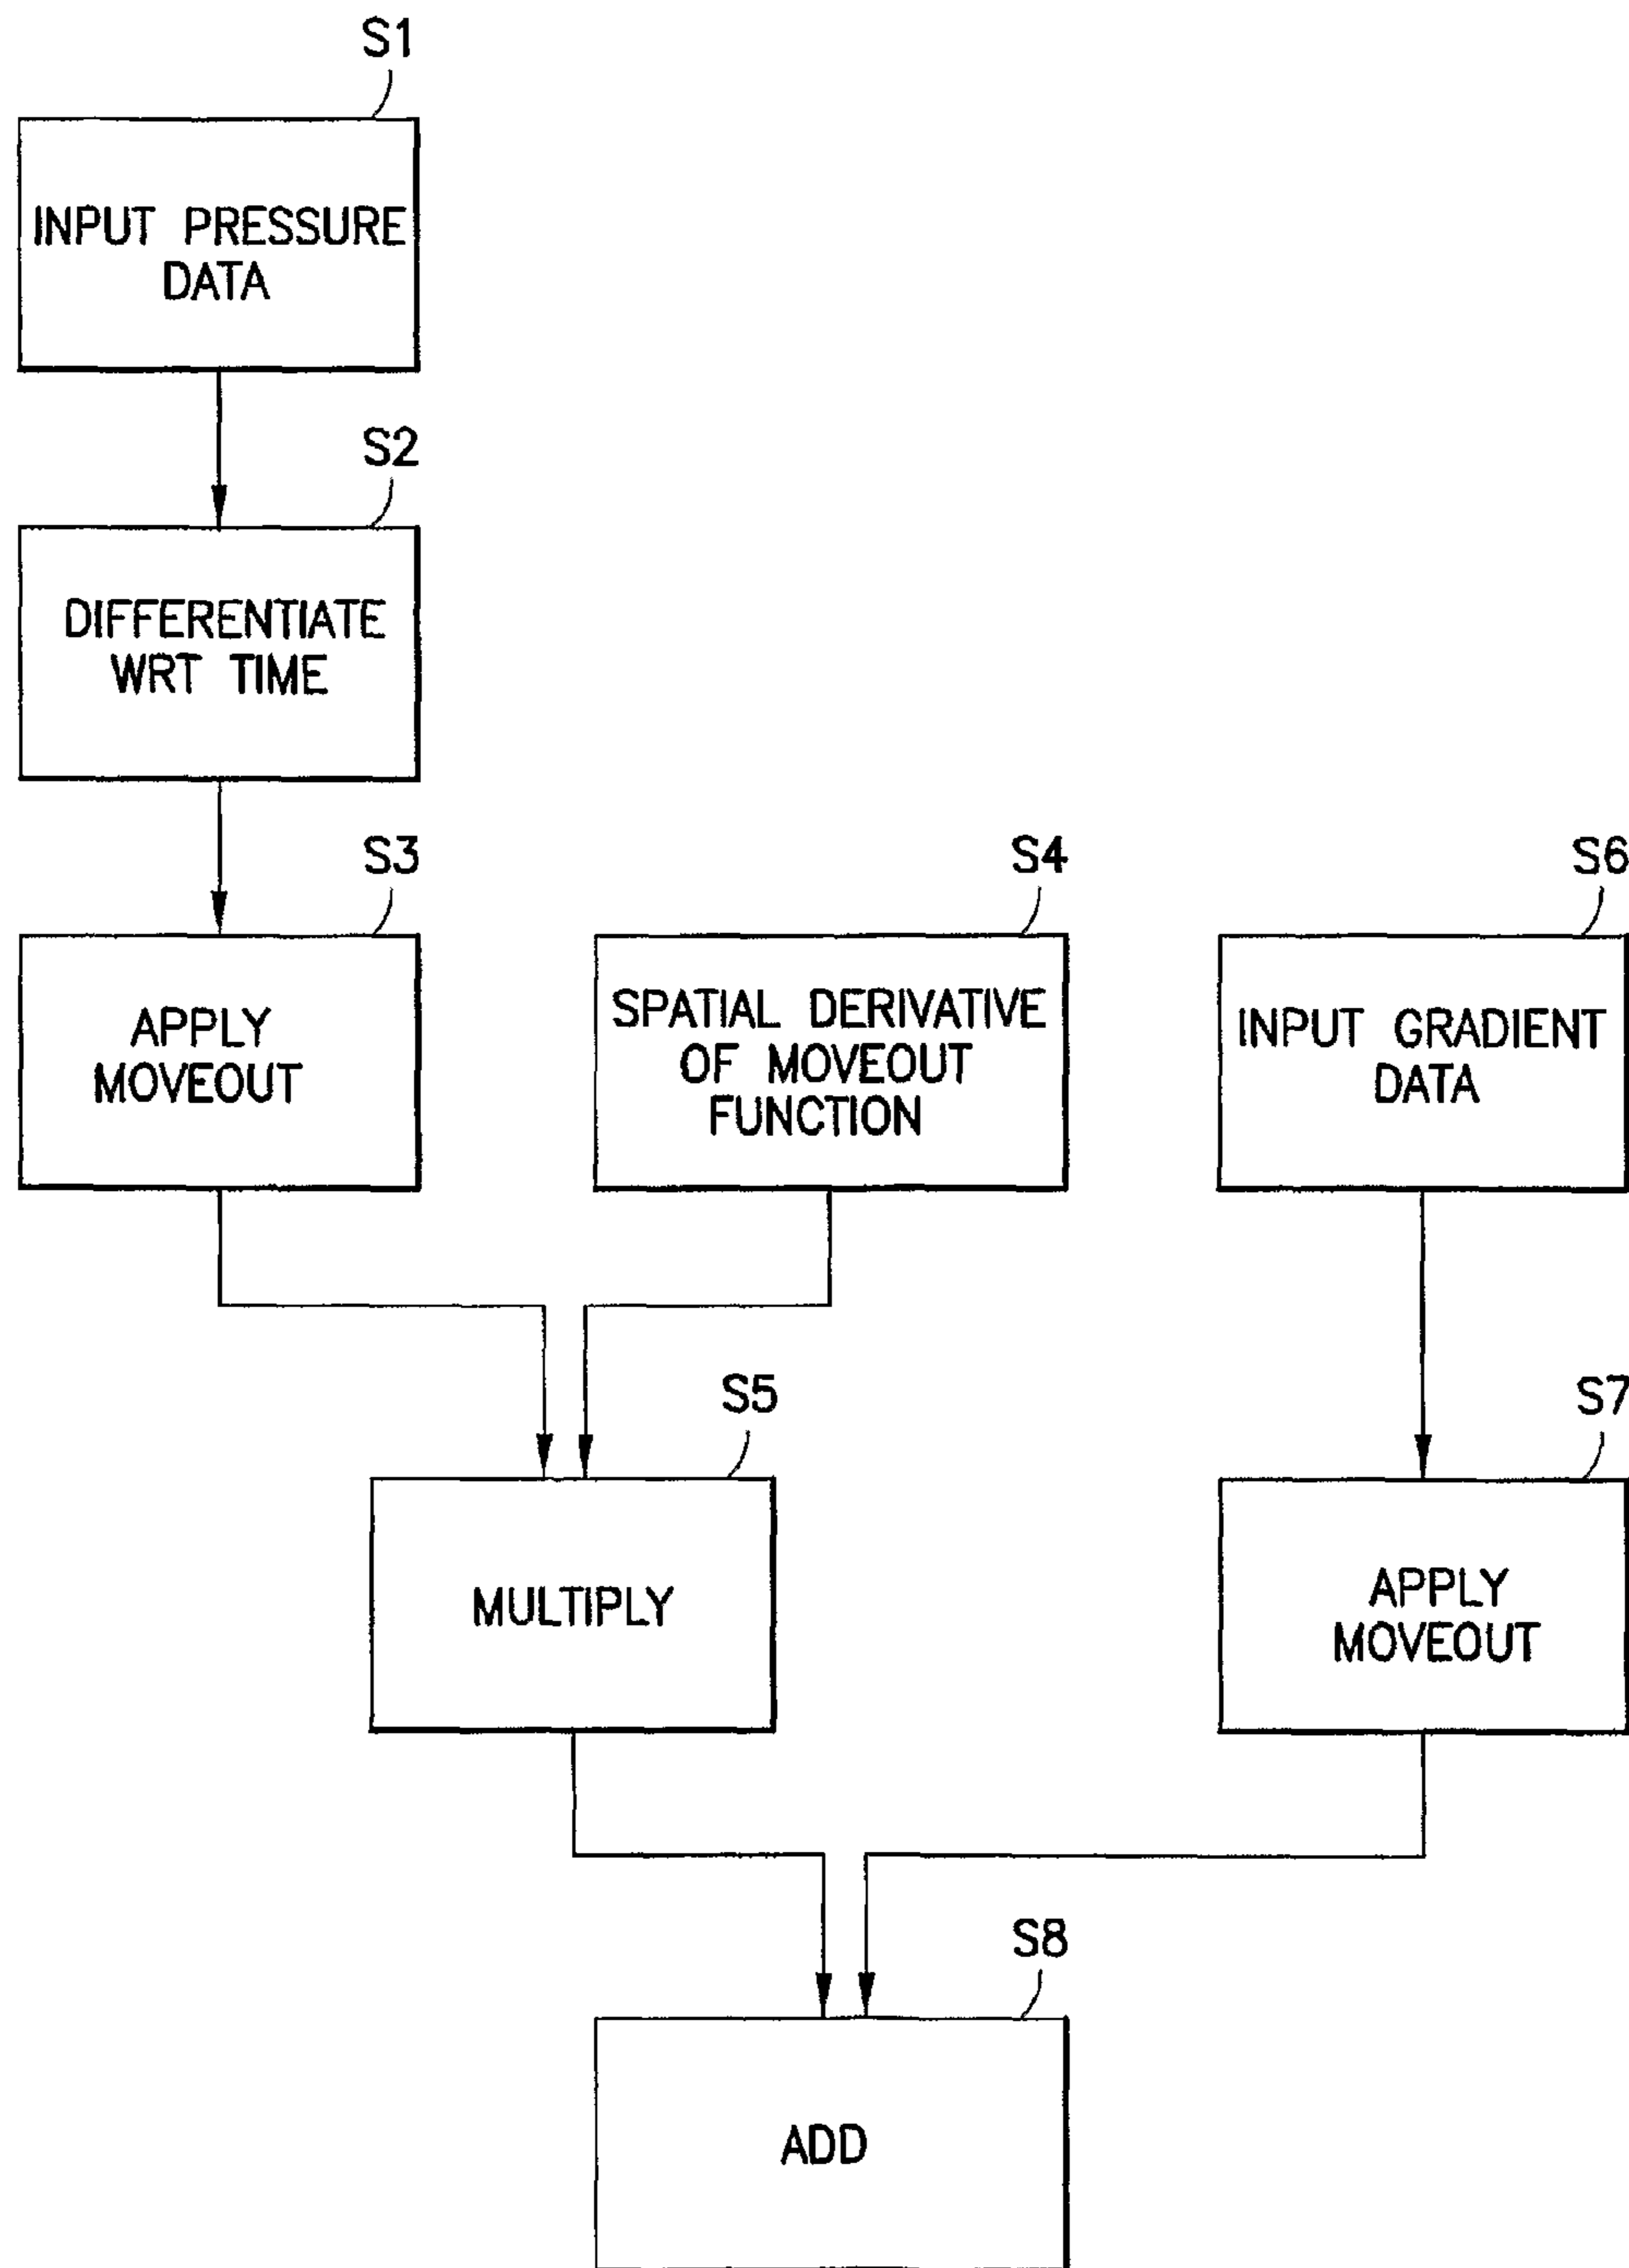 S1
INPUT PRESSURE
DATA
S2
DIFFERENTIATE
WRT TIME
S3
APPLY
MOVEOUT
S4
SPATIAL DERIVATIVE
OF MOVEOUT
FUNCTION
S6
INPUT GRADIENT
DATA
S5
MULTIPLY
S7
APPLY
MOVEOUT
S8
ADD